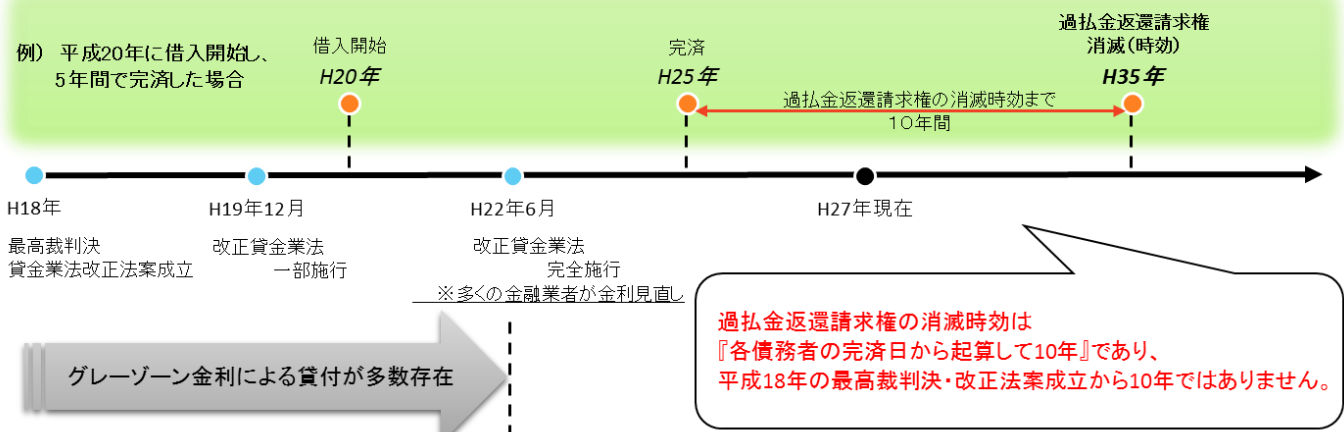 例） 平成20年に借入開始し、
5年間で完済した場合
借入開始
H20年
完済
H25年
過払金返還請求権
消滅（時効）
H35年
過払金返還請求権の消滅時効まで
10年間
H18年
最高裁判決
貸金業法改正法案成立
H19年12月
改正貸金業法
一部施行
H22年6月
改正貸金業法
完全施行
※多くの金融業者が金利見直し
H27年現在
グレーゾーン金利による貸付が多数存在
過払金返還請求権の消滅時効は
『各債務者の完済日から起算して10年』であり、
平成18年の最高裁判決・改正法案成立から10年ではありません。